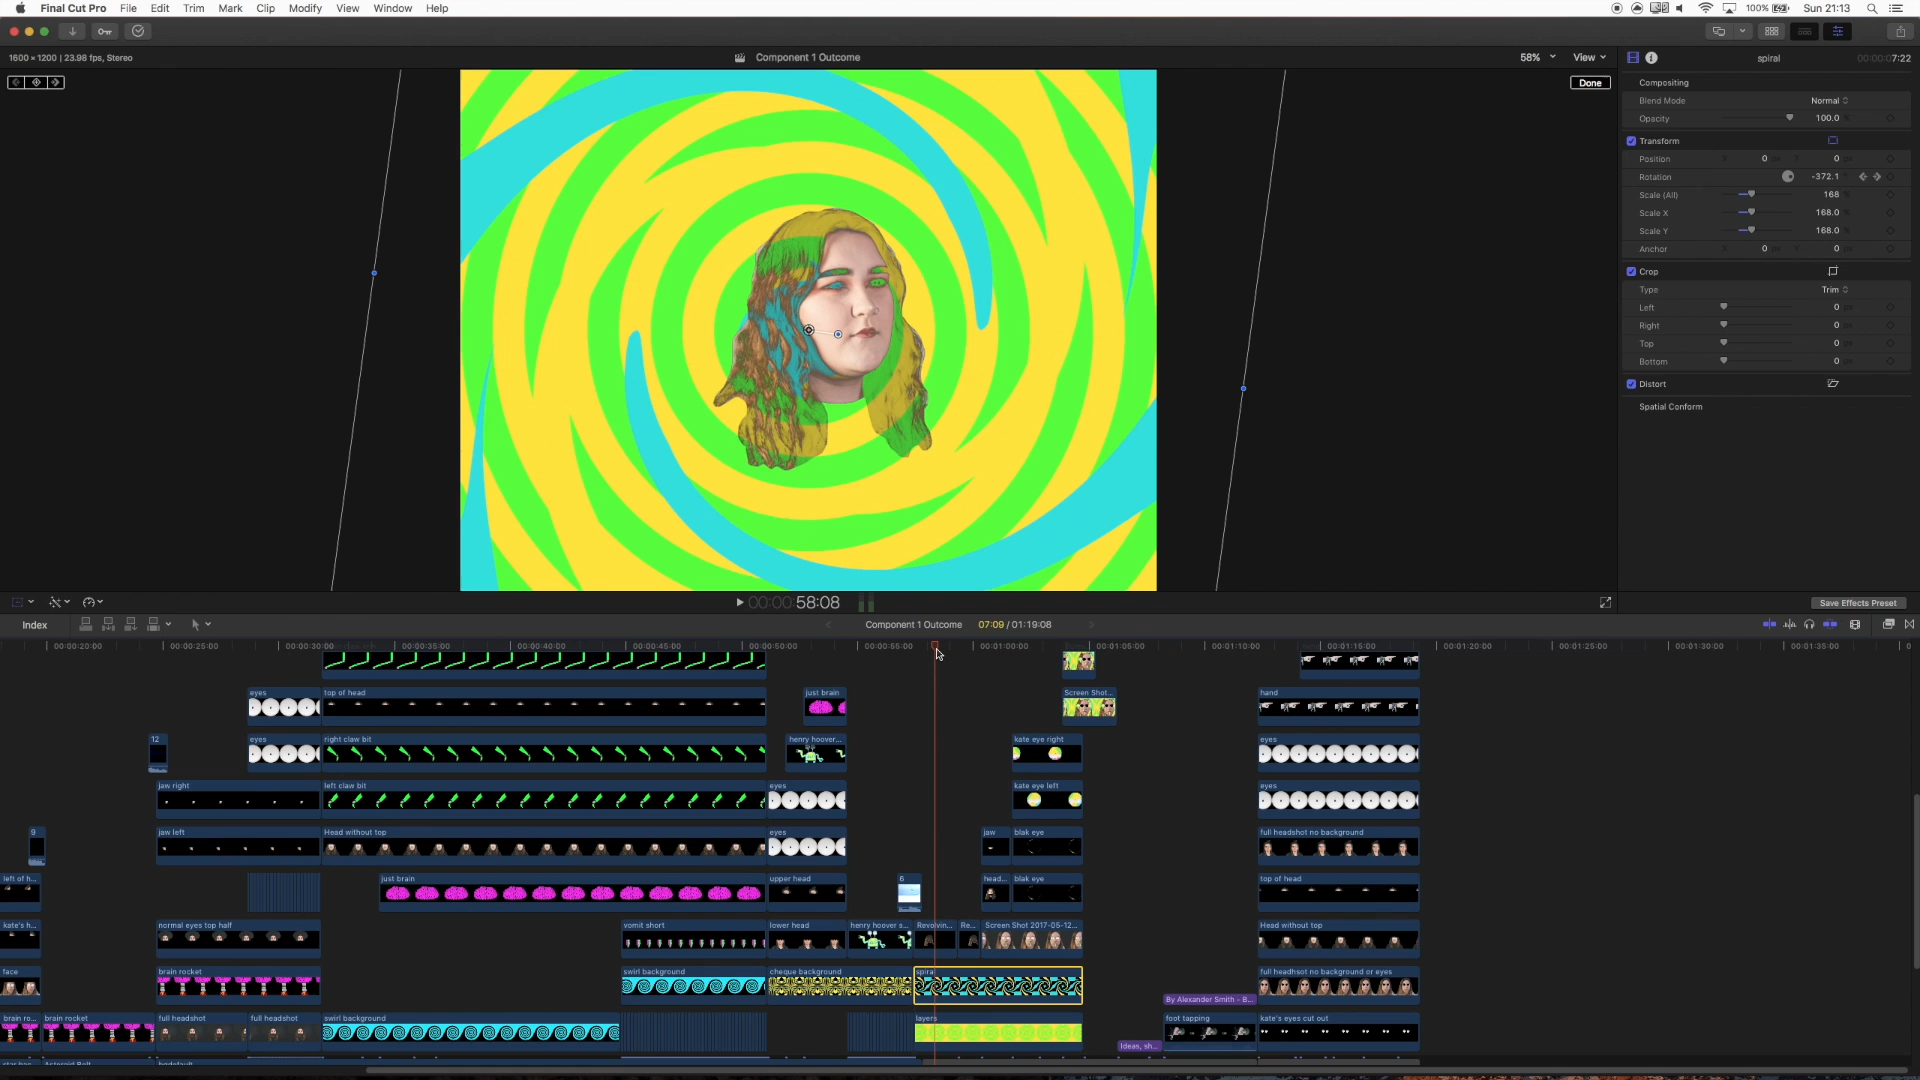 Final Cut Pro File Edit Trim Mark Clip Modify View Window Help 100% Sun 21:13
1600 × 1200 | 23.98 fps, Stereo Component 1 Outcome 58% View spiral 00:00:07:22
Done
Compositing
Blend Mode Normal
Opacity 100.0
Transform
Position X 0 Y 0
Rotation -372.1
Scale (All) 168
Scale X 168.0
Scale Y 168.0
Anchor X 0 Y 0
Crop
Type Trim
Left 0
Right 0
Top 0
Bottom 0
Distort
Spatial Conform
00:00:58:08 Save Effects Preset
Index Component 1 Outcome 07:09 / 01:19:08
00:00:20:00 00:00:25:00 00:00:30:00 00:00:35:00 00:00:40:00 00:00:45:00 00:00:50:00 00:00:55:00 00:01:00:00 00:01:05:00 00:01:10:00 00:01:15:00 00:01:20:00 00:01:25:00 00:01:30:00 00:01:35:00
eyes top of head just brain Screen Shot... hand
12 eyes right claw bit henry hoover... kate eye right eyes
jaw right left claw bit eyes kate eye left eyes
9 jaw left Head without top eyes jaw blak eye full headshot no background
left of h... just brain upper head 6 head... blak eye top of head
kate's h... normal eyes top half vomit short lower head henry hoover s... Revolvin... Re... Screen Shot 2017-05-12... Head without top
face brain rocket swirl background cheque background spiral full headhsot no background or eyes
By Alexander Smith - B...
brain ro... brain rocket full headshot full headshot swirl background layers foot tapping kate's eyes cut out
Ideas, sh...